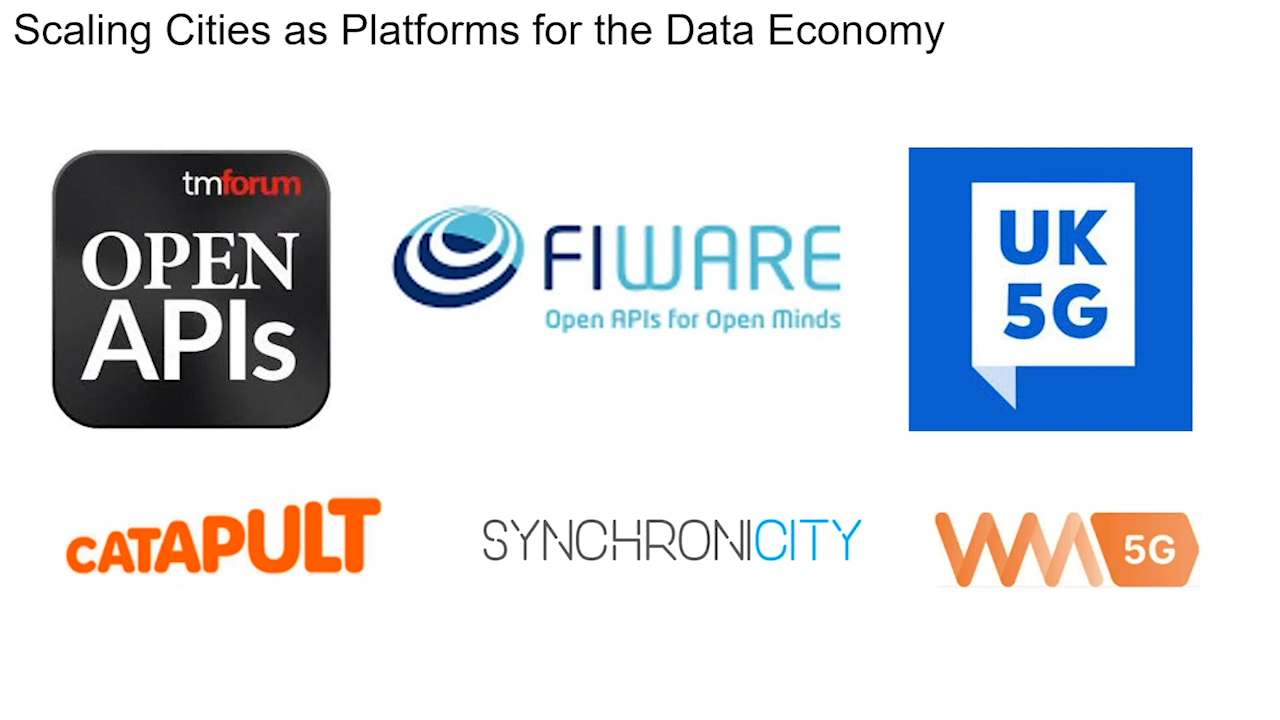 Scaling Cities as Platforms for the Data Economy
tmforum
OPEN
APIs
FIWARE
Open APIs for Open Minds
UK
5G
CATAPULT
SYNCHRONICITY
WM 5G